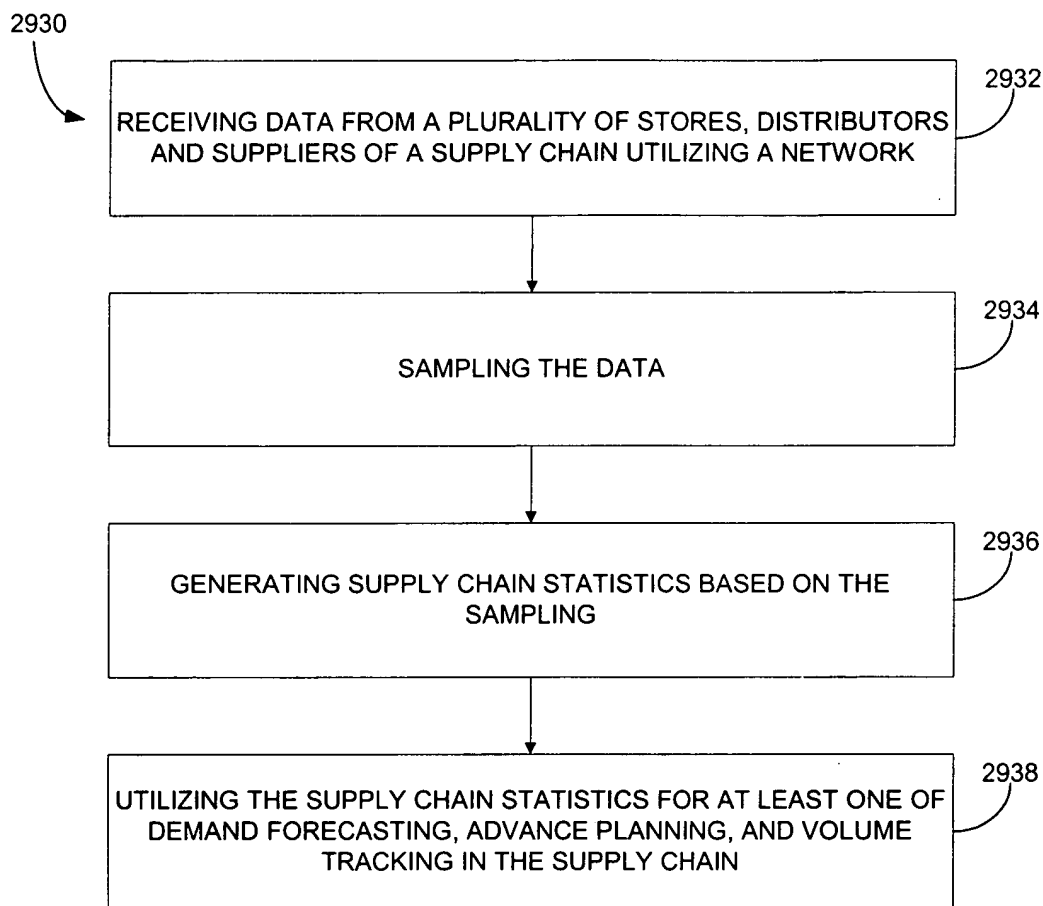 2930
2932
RECEIVING DATA FROM A PLURALITY OF STORES, DISTRIBUTORS
AND SUPPLIERS OF A SUPPLY CHAIN UTILIZING A NETWORK
2934
SAMPLING THE DATA
2936
GENERATING SUPPLY CHAIN STATISTICS BASED ON THE
SAMPLING
2938
UTILIZING THE SUPPLY CHAIN STATISTICS FOR AT LEAST ONE OF
DEMAND FORECASTING, ADVANCE PLANNING, AND VOLUME
TRACKING IN THE SUPPLY CHAIN